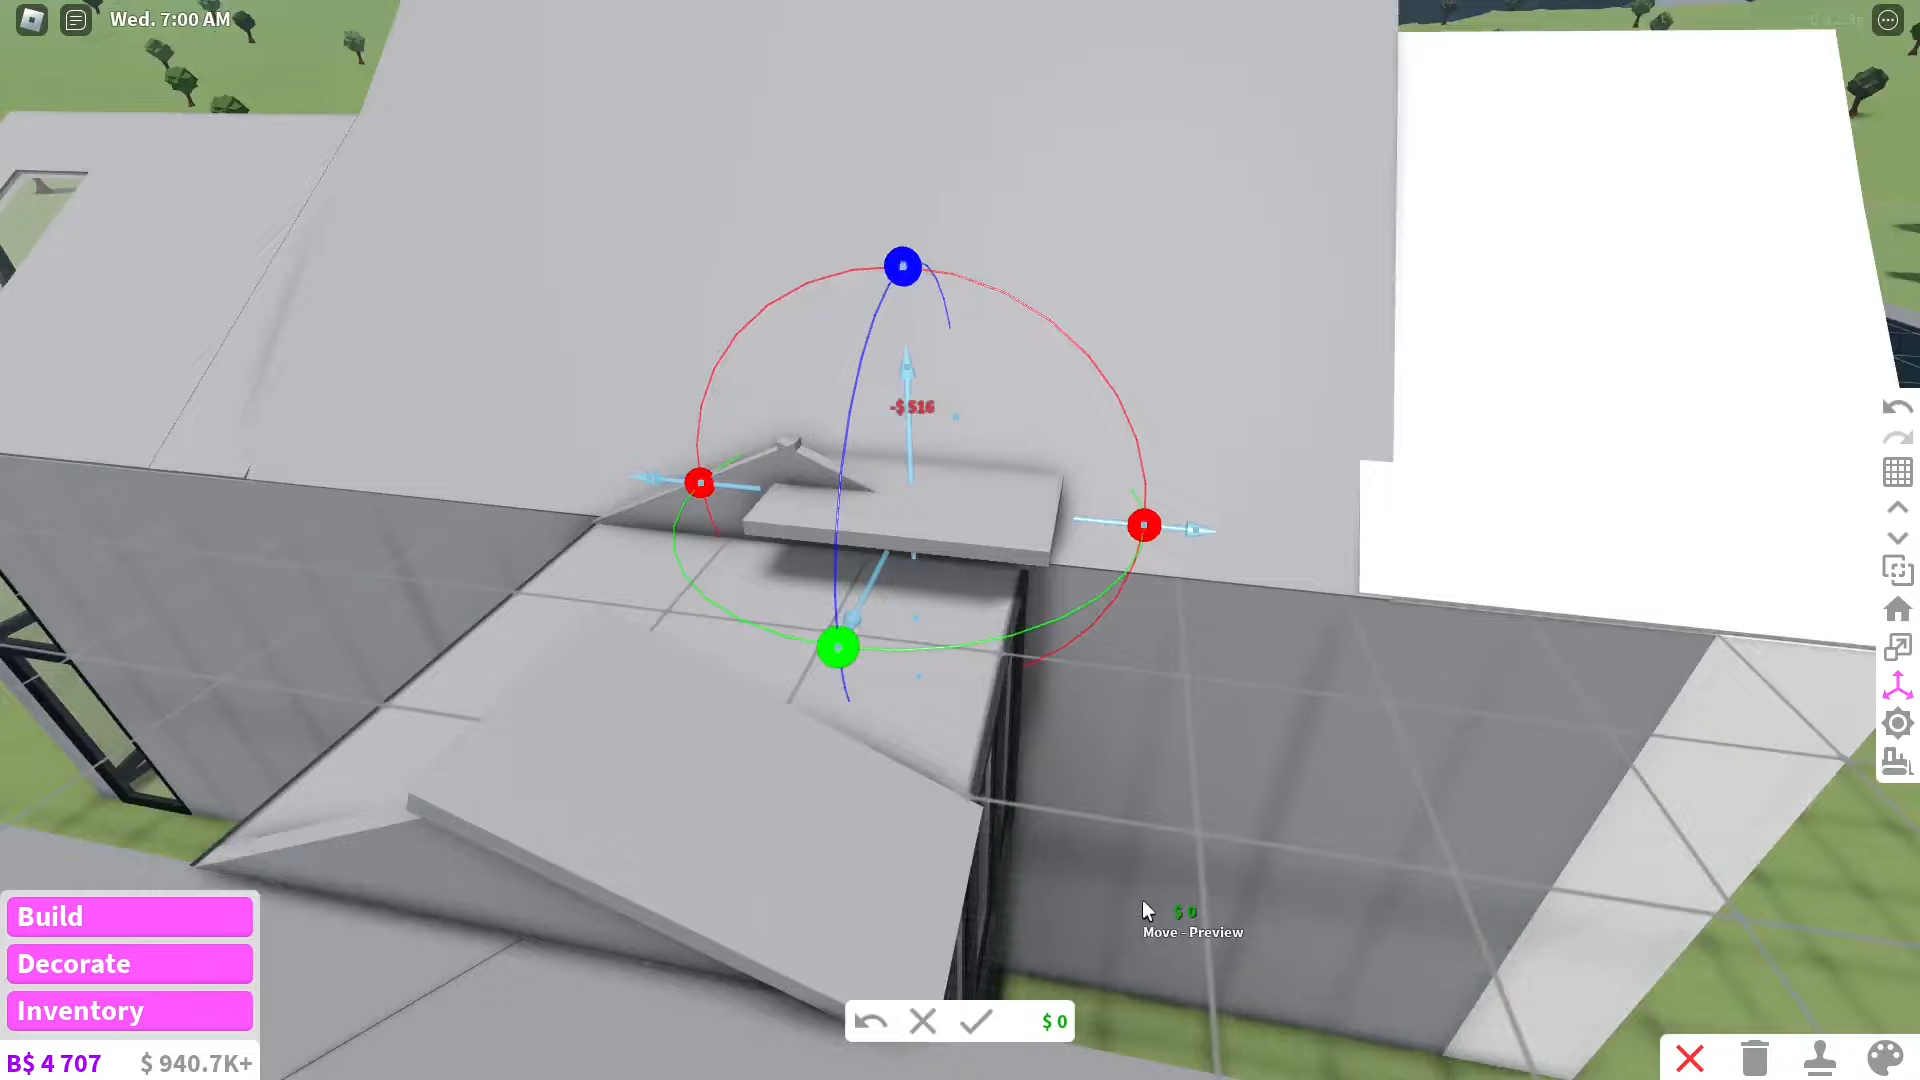 Wed. 7:00 AM
-$516
$ 0
Move - Preview
Build
Decorate
Inventory
B$ 4 707
$ 940.7K+
$ 0